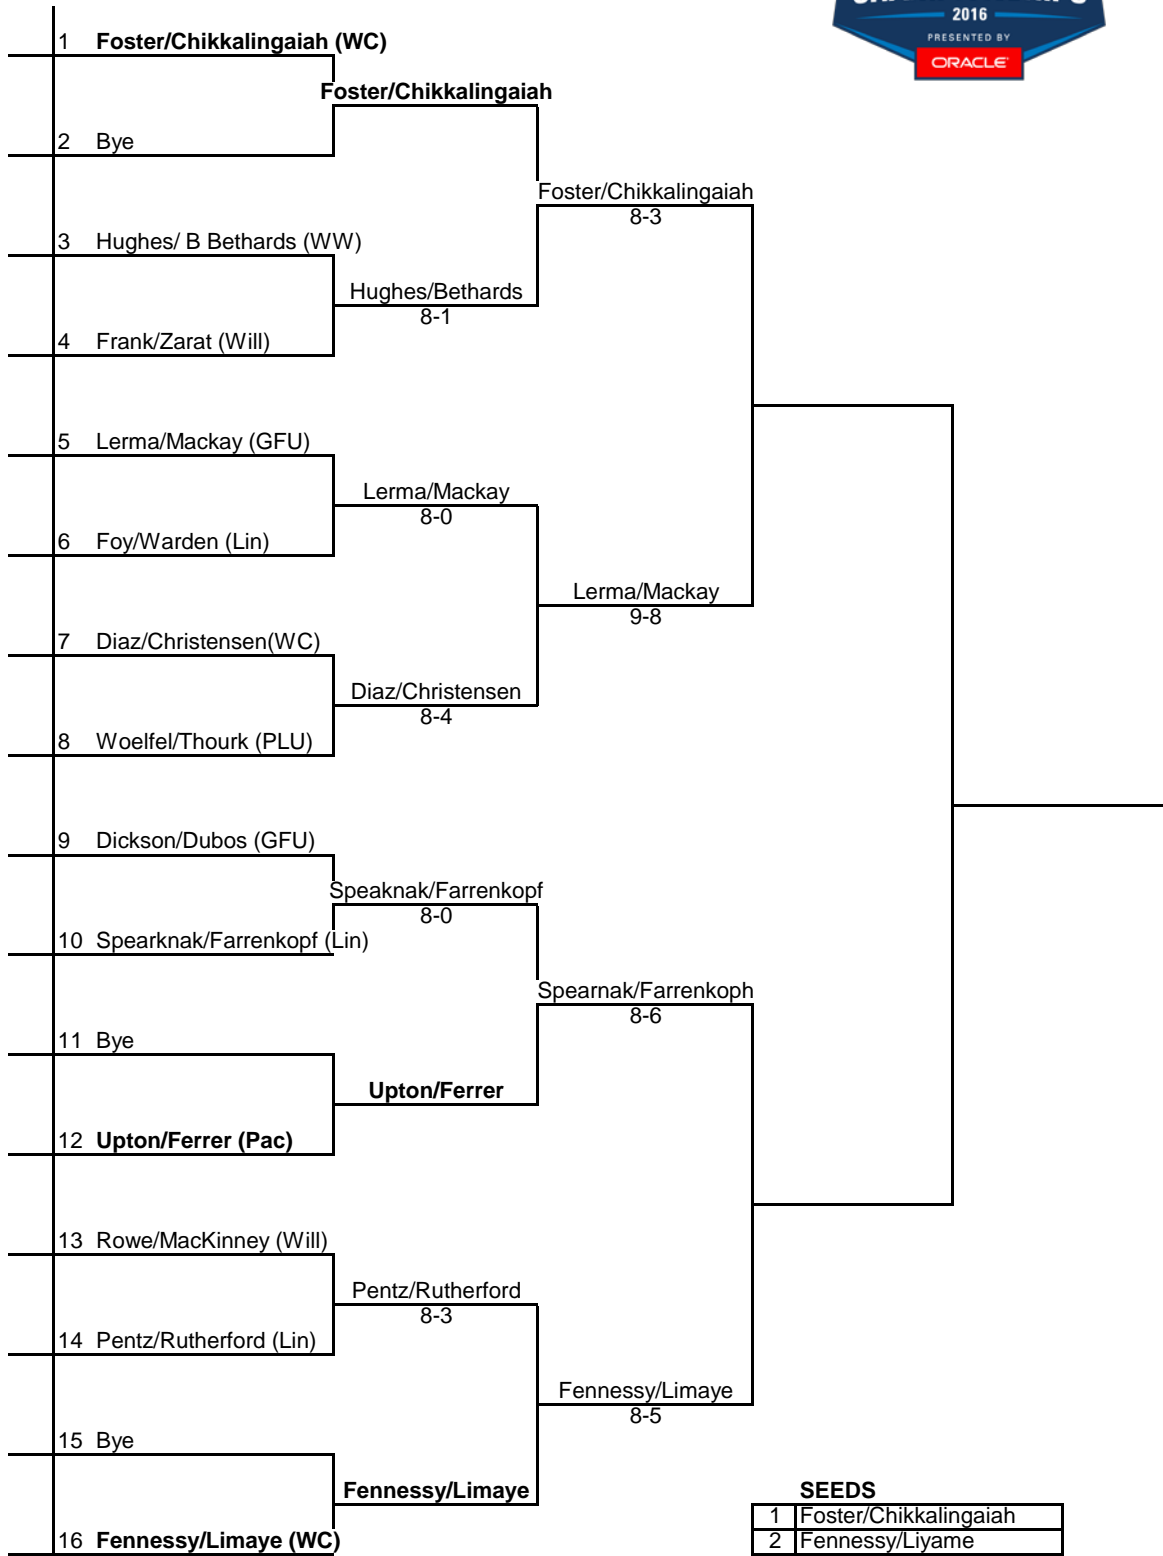 2016
PRESENTED BY
ORACLE
1 Foster/Chikkalingaiah (WC)
Foster/Chikkalingaiah
2 Bye
Foster/Chikkalingaiah
8-3
3 Hughes/ B Bethards (WW)
Hughes/Bethards
8-1
4 Frank/Zarat (Will)
5 Lerma/Mackay (GFU)
Lerma/Mackay
8-0
6 Foy/Warden (Lin)
Lerma/Mackay
9-8
7 Diaz/Christensen(WC)
Diaz/Christensen
8-4
8 Woelfel/Thourk (PLU)
9 Dickson/Dubos (GFU)
Speaknak/Farrenkopf
8-0
10 Spearknak/Farrenkopf (Lin)
Spearnak/Farrenkoph
8-6
11 Bye
Upton/Ferrer
12 Upton/Ferrer (Pac)
13 Rowe/MacKinney (Will)
Pentz/Rutherford
8-3
14 Pentz/Rutherford (Lin)
Fennessy/Limaye
8-5
15 Bye
Fennessy/Limaye
16 Fennessy/Limaye (WC)
SEEDS
1 Foster/Chikkalingaiah
2 Fennessy/Liyame